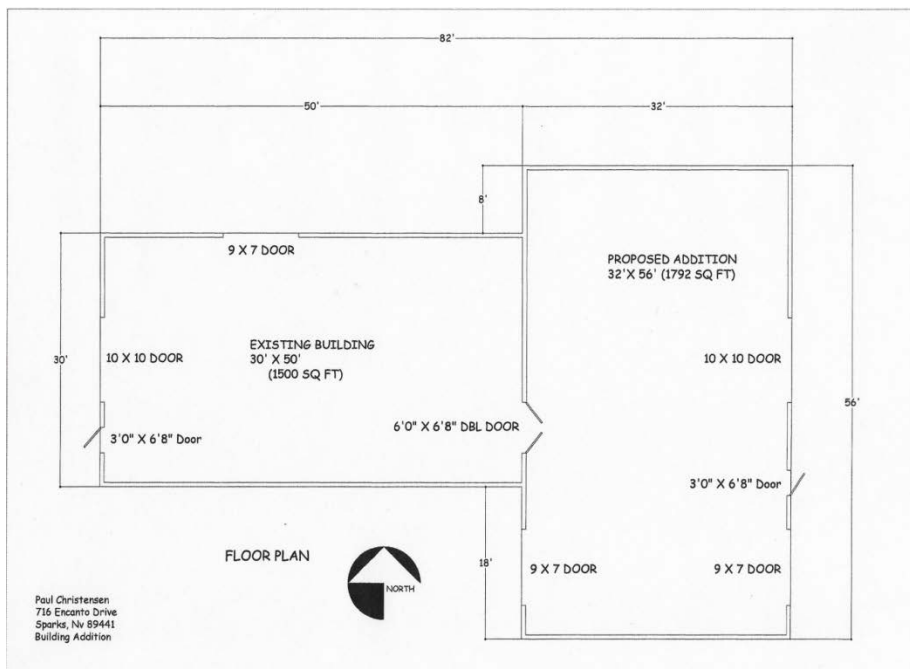 82'
50'
32'
8'
9 X 7 DOOR
PROPOSED ADDITION
32'X 56' (1792 SQ FT)
EXISTING BUILDING
30' X 50'
(1500 SQ FT)
30'
10 X 10 DOOR
10 X 10 DOOR
56'
3'0" X 6'8" Door
6'0" X 6'8" DBL DOOR
3'0" X 6'8" Door
FLOOR PLAN
18'
9 X 7 DOOR
9 X 7 DOOR
NORTH
Paul Christensen
716 Encanto Drive
Sparks, Nv 89441
Building Addition